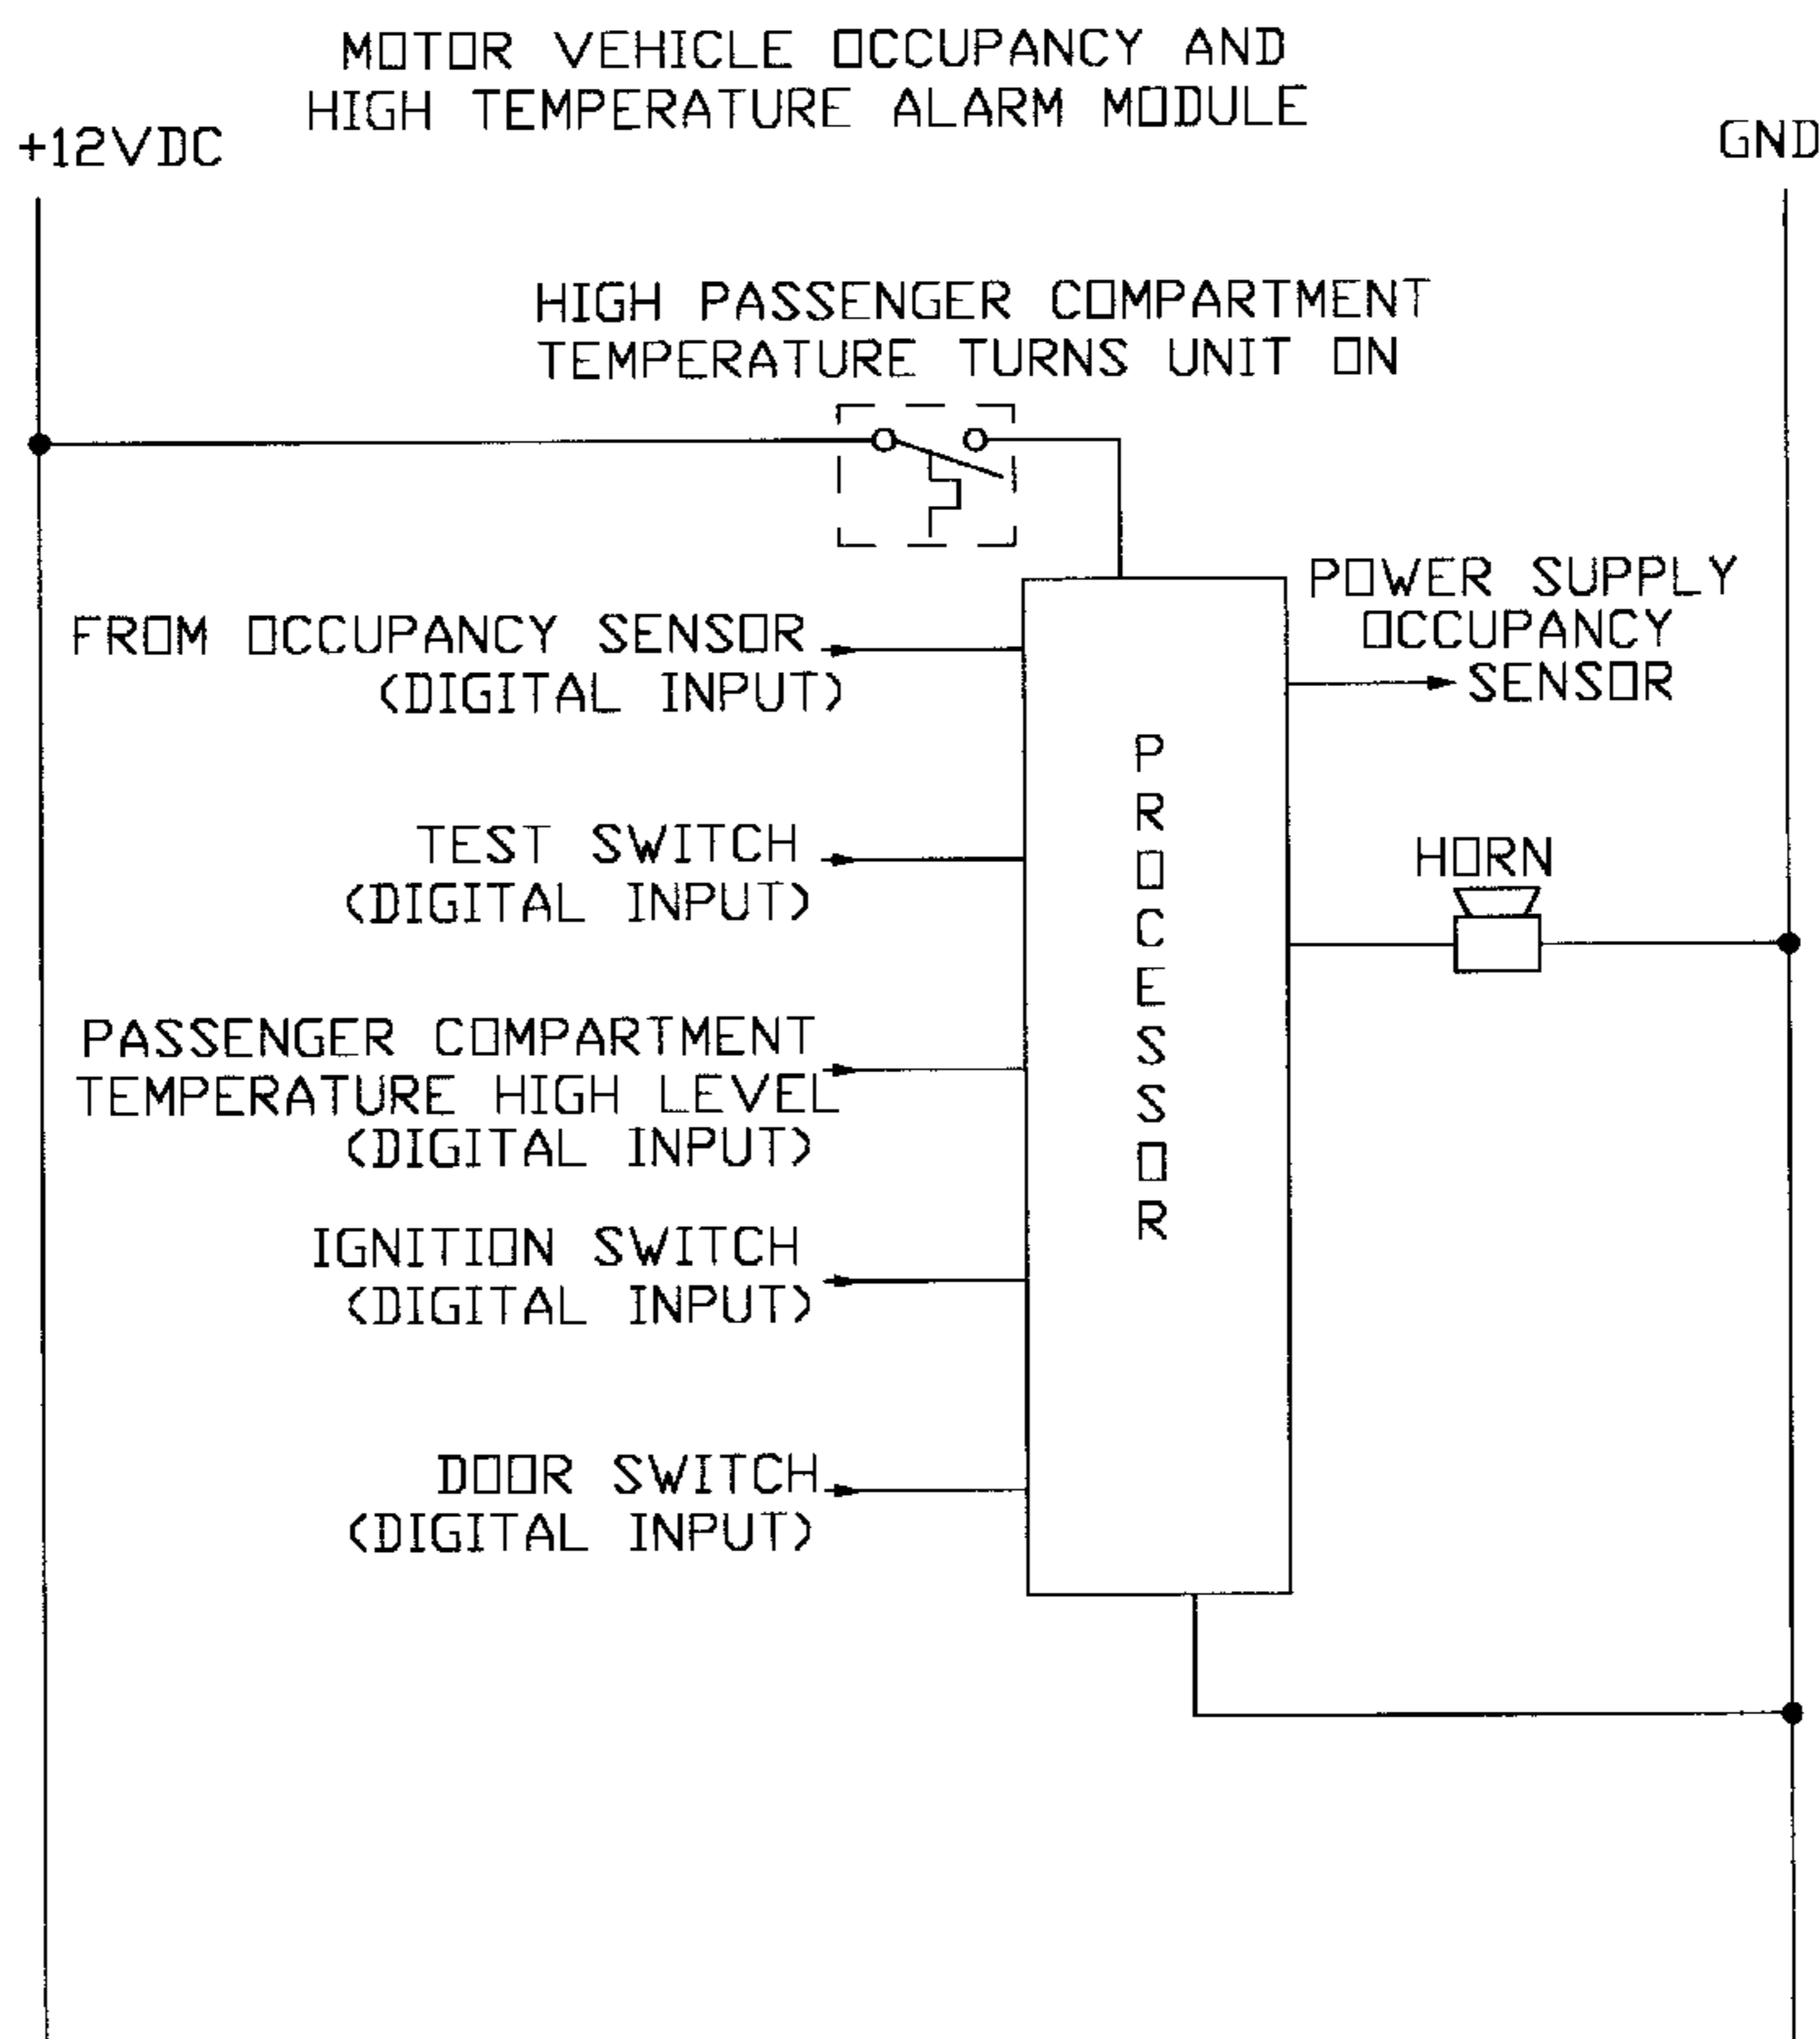 MOTOR VEHICLE OCCUPANCY AND
HIGH TEMPERATURE ALARM MODULE
+12VDC
GND
HIGH PASSENGER COMPARTMENT
TEMPERATURE TURNS UNIT ON
FROM OCCUPANCY SENSOR
(DIGITAL INPUT)
POWER SUPPLY
OCCUPANCY
SENSOR
PROCESSOR
TEST SWITCH
(DIGITAL INPUT)
HORN
PASSENGER COMPARTMENT
TEMPERATURE HIGH LEVEL
(DIGITAL INPUT)
IGNITION SWITCH
(DIGITAL INPUT)
DOOR SWITCH
(DIGITAL INPUT)